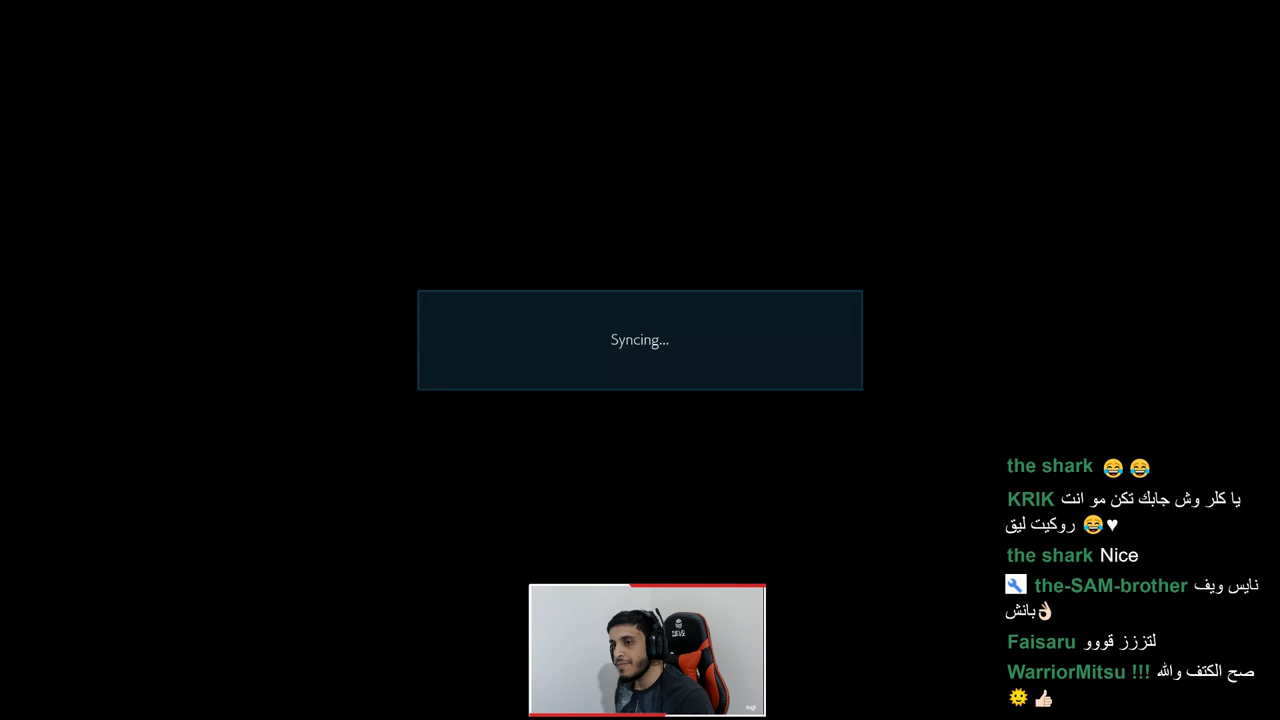 Syncing...
the shark 😂 😂
KRIK يا كلر وش جابك تكن مو انت
روكيت ليق 😂♥
the shark Nice
the-SAM-brother نايس ويف
بانش👌🏻
Faisaru لتززز قووو
WarriorMitsu !!! صح الكتف والله
🌞 👍🏻
logi